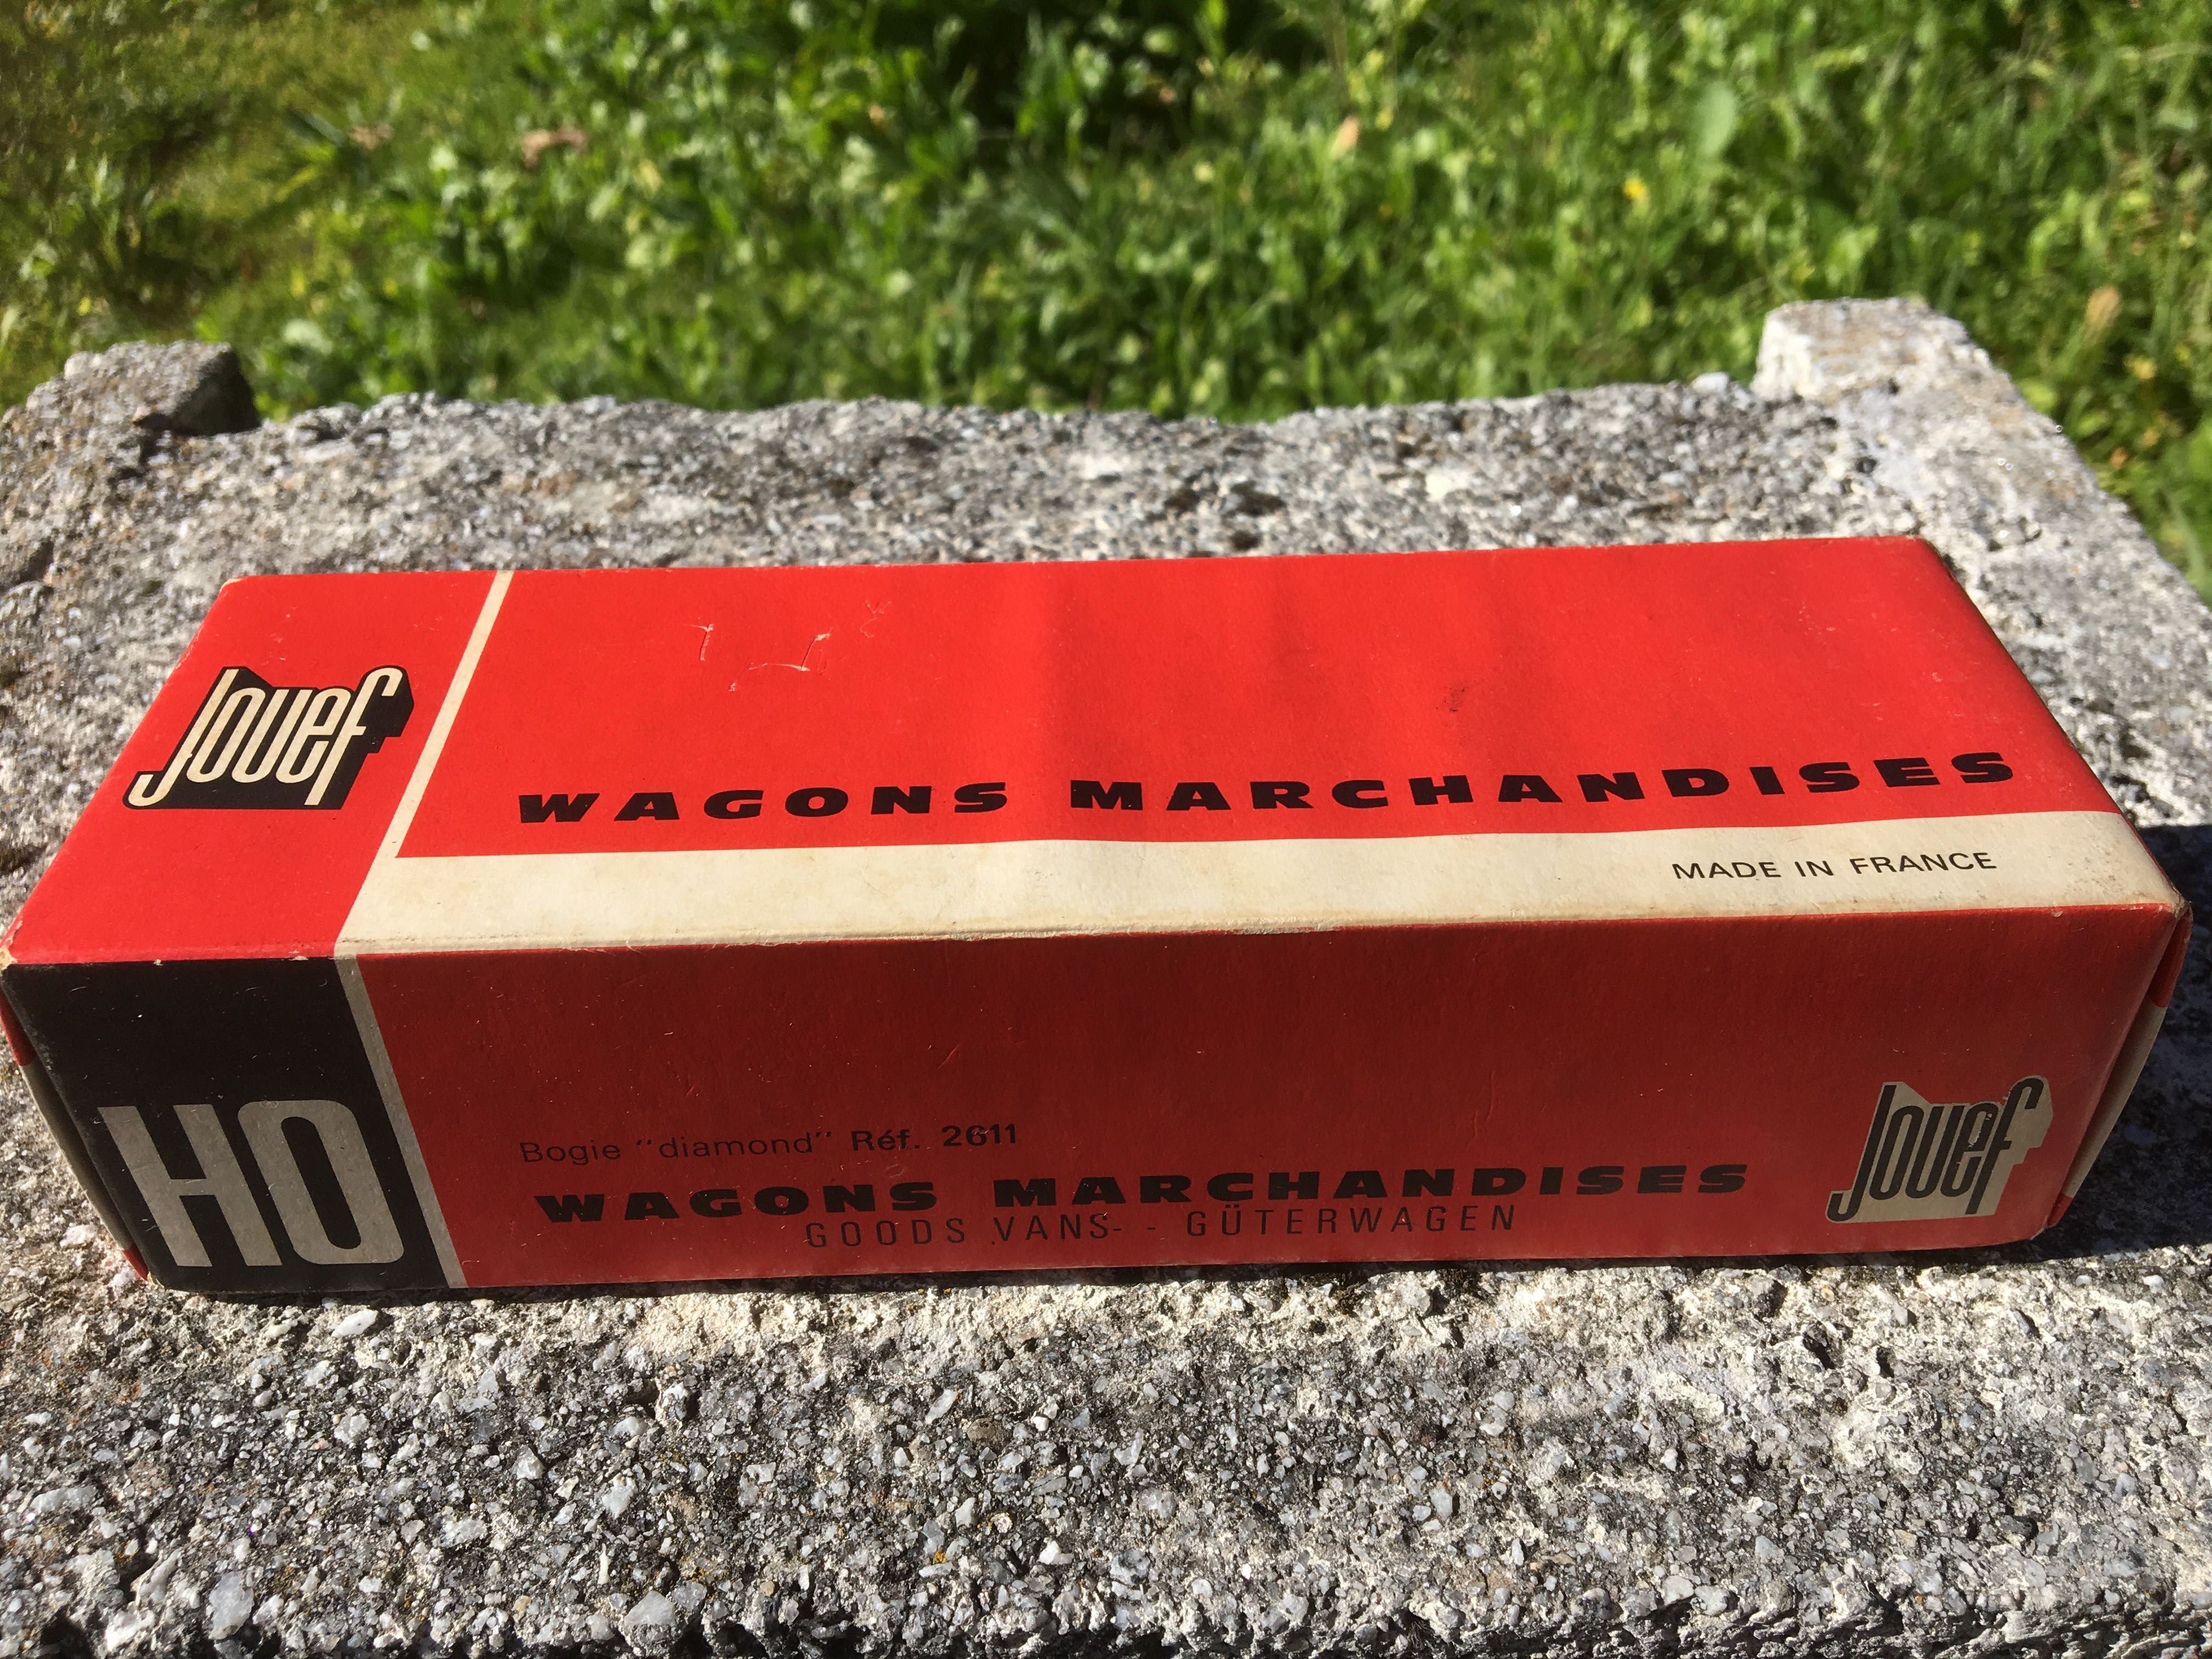 Jouef
WAGONS MARCHANDISES
MADE IN FRANCE
HO
Bogie "diamond" Réf. 2611
WAGONS MARCHANDISES
GOODS VANS- - GÜTERWAGEN
Jouef